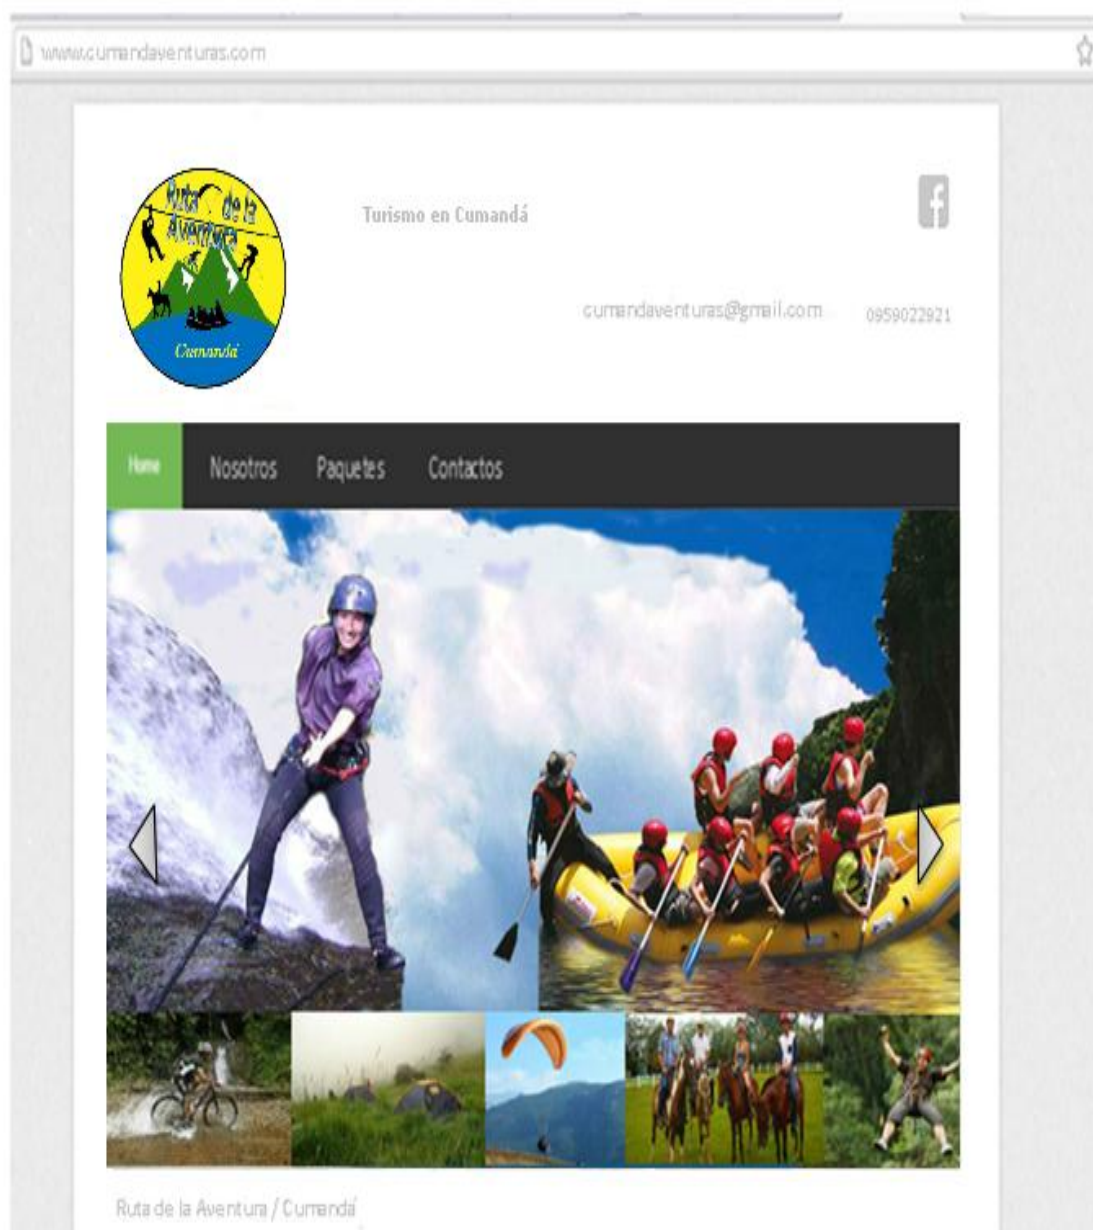 www.cumandaventuras.com
Ruta de la
Aventura
Cumandá
Turismo en Cumandá
cumandaventuras@gmail.com 0959022921
Home Nosotros Paquetes Contactos
Ruta de la Aventura / Cumandá